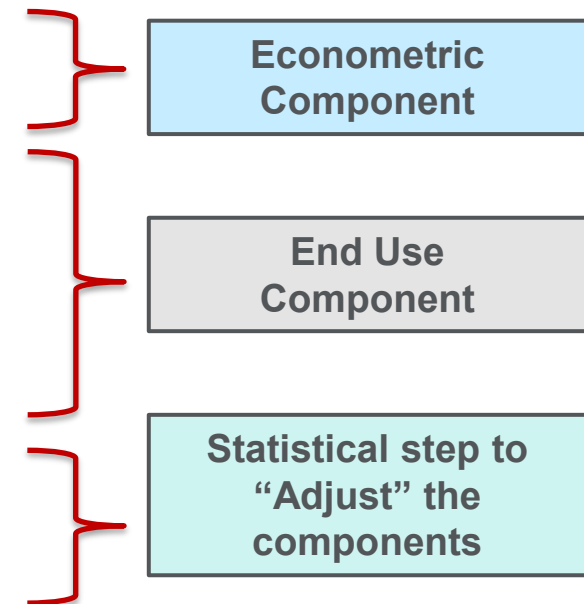 Econometric
Component
End Use
Component
Statistical step to
“Adjust” the
components